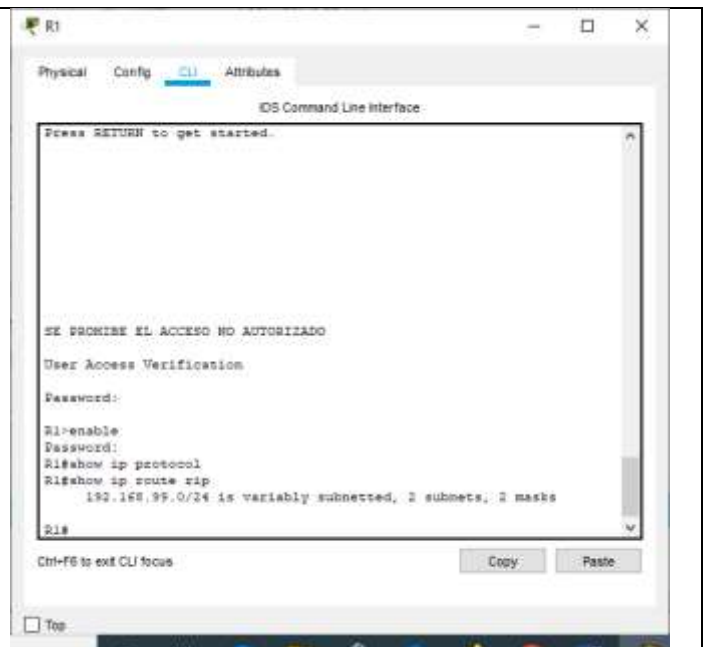 R1
Physical Config CLI Attributes
IOS Command Line Interface
Press RETURN to get started.
SE PROHIBE EL ACCESO NO AUTORIZADO
User Access Verification
Password:
R1>enable
Password:
R1#show ip protocol
R1#show ip route rip
192.168.99.0/24 is variably subnetted, 2 subnets, 2 masks
R1#
Ctrl+F6 to exit CLI focus
Copy Paste
Top